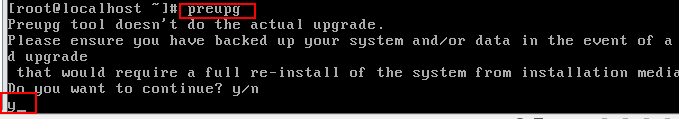 [root@localhost ~]# preupg
Preupg tool doesn't do the actual upgrade.
Please ensure you have backed up your system and/or data in the event of a
d upgrade
 that would require a full re-install of the system from installation media
Do you want to continue? y/n
y_